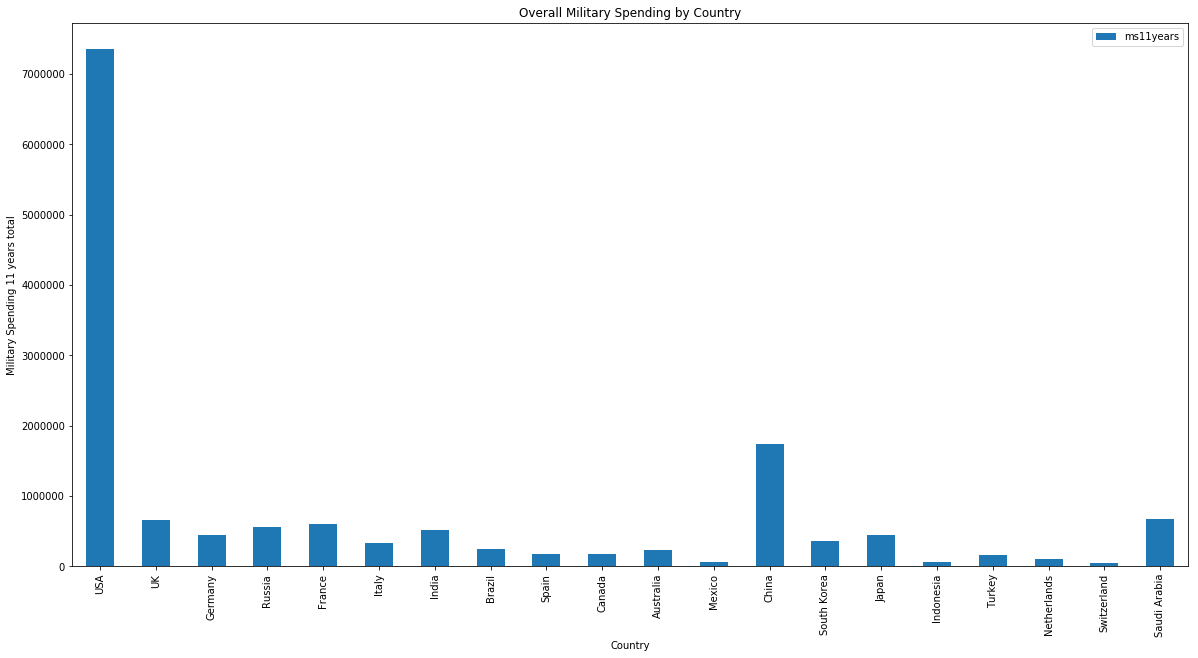 Overall Military Spending by Country
ms11years
Military Spending 11 years total
7000000
6000000
5000000
4000000
3000000
2000000
1000000
0
USA
UK
Germany
Russia
France
Italy
India
Brazil
Spain
Canada
Australia
Mexico
China
South Korea
Japan
Indonesia
Turkey
Netherlands
Switzerland
Saudi Arabia
Country